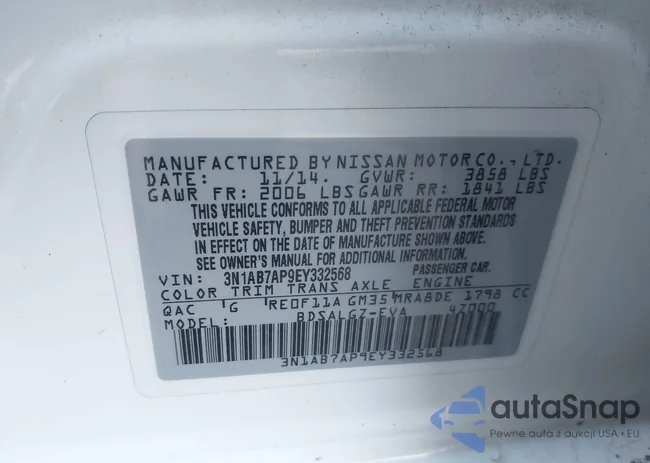 MANUFACTURED BY NISSAN MOTOR CO., LTD.
DATE: 11/14. GVWR: 3858 LBS
GAWR FR: 2006 LBS GAWR RR: 1841 LBS
THIS VEHICLE CONFORMS TO ALL APPLICABLE FEDERAL MOTOR
VEHICLE SAFETY, BUMPER AND THEFT PREVENTION STANDARDS
IN EFFECT ON THE DATE OF MANUFACTURE SHOWN ABOVE.
SEE OWNER'S MANUAL FOR ADDITIONAL INFORMATION.
VIN: 3N1AB7AP9EY332568 PASSENGER CAR.
COLOR TRIM TRANS AXLE ENGINE
QAC G RE0F11A GM35 MRA8DE 1798 CC
MODEL: BDSALGZ-EVA 4Z000
3N1AB7AP9EY332568
autaSnap
Pewne auta z aukcji USA i EU